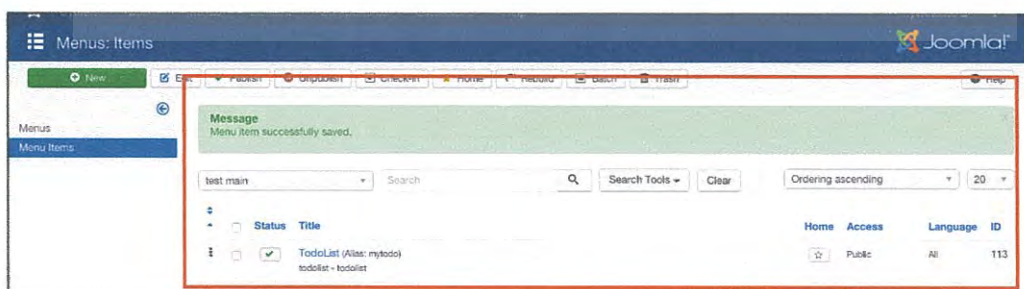 Menus: Items
Joomla!
New Edit Publish Unpublish Check-in Home Rebuild Batch Trash Help
Menus
Menu Items
Message
Menu item successfully saved.
test main Search Search Tools Clear Ordering ascending 20
Status Title Home Access Language ID
TodoList (Alias: mytodo) Public All 113
todolist - todolist